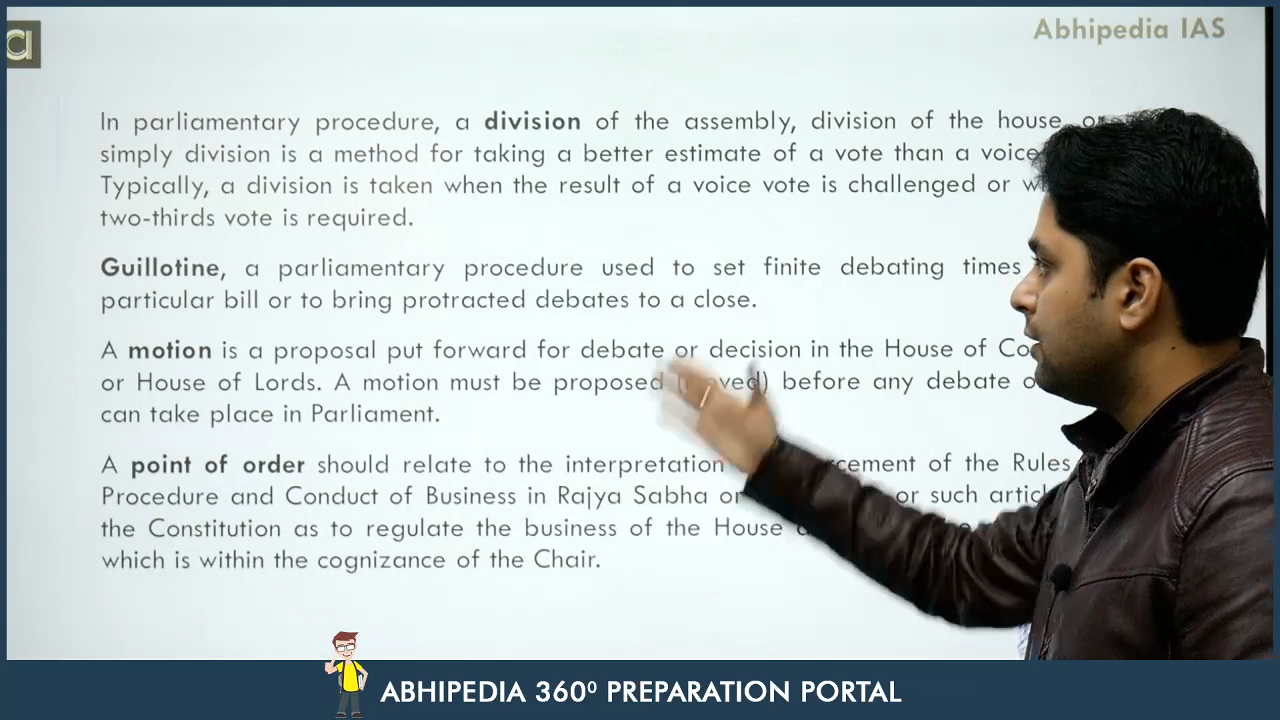 a
Abhipedia IAS
In parliamentary procedure, a division of the assembly, division of the house or
simply division is a method for taking a better estimate of a vote than a voice
Typically, a division is taken when the result of a voice vote is challenged or
two-thirds vote is required.
Guillotine, a parliamentary procedure used to set finite debating times
particular bill or to bring protracted debates to a close.
A motion is a proposal put forward for debate or decision in the House of
or House of Lords. A motion must be proposed before any debate
can take place in Parliament.
A point of order should relate to the interpretation of the Rules
Procedure and Conduct of Business in Rajya Sabha or or such
the Constitution as to regulate the business of the House
which is within the cognizance of the Chair.
ABHIPEDIA 360⁰ PREPARATION PORTAL